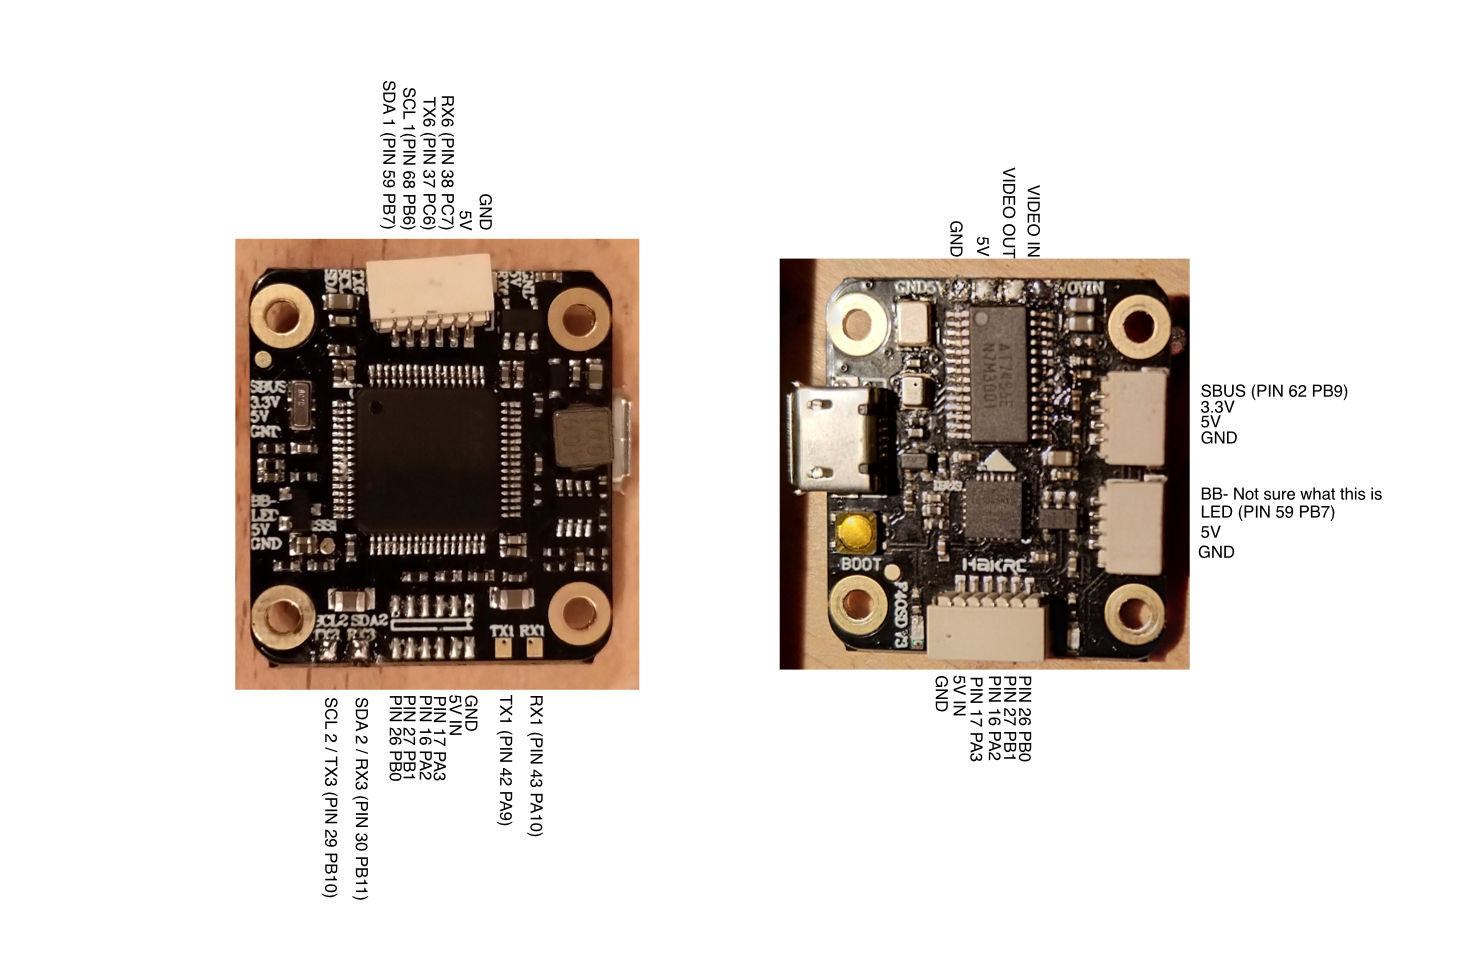 SDA 1 (PIN 59 PB7)
SCL 1(PIN 68 PB6)
TX6 (PIN 37 PC6)
RX6 (PIN 38 PC7)
5V
GND
SBUS
3.3V
5V
GND
BB-
LED
5V
GND
SCL2 SDA2
TX3 RX3
TX1 RX1
SCL 2 / TX3 (PIN 29 PB10)
SDA 2 / RX3 (PIN 30 PB11)
PIN 26 PB0
PIN 27 PB1
PIN 16 PA2
PIN 17 PA3
5V IN
GND
TX1 (PIN 42 PA9)
RX1 (PIN 43 PA10)
GND
5V
VIDEO OUT
VIDEO IN
GND5V
VOVIN
AT7456E
NJM3D01
BOOT
HAKRC
F4OSD V3
SBUS (PIN 62 PB9)
3.3V
5V
GND
BB- Not sure what this is
LED (PIN 59 PB7)
5V
GND
GND
5V IN
PIN 17 PA3
PIN 16 PA2
PIN 27 PB1
PIN 26 PB0